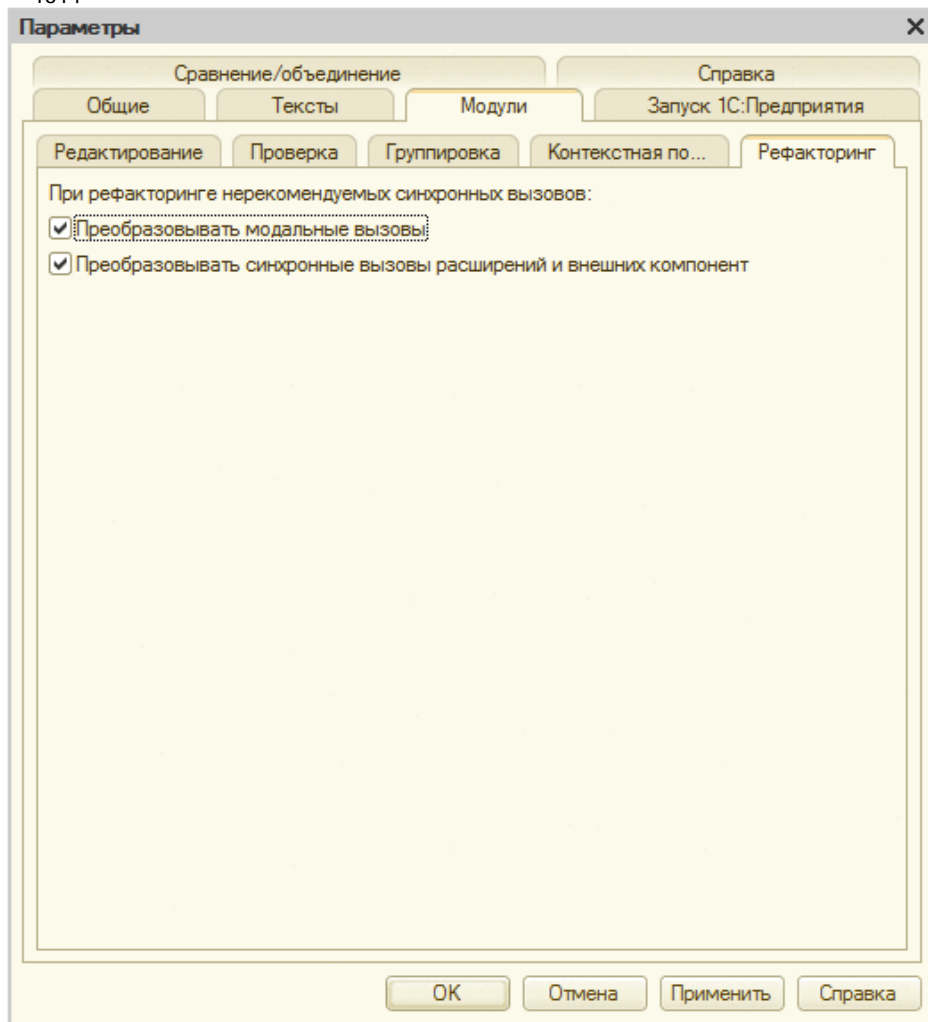 Параметры
Сравнение/объединение Справка
Общие Тексты Модули Запуск 1С:Предприятия
Редактирование Проверка Группировка Контекстная по... Рефакторинг
При рефакторинге нерекомендуемых синхронных вызовов:
Преобразовывать модальные вызовы
Преобразовывать синхронные вызовы расширений и внешних компонент
OK Отмена Применить Справка